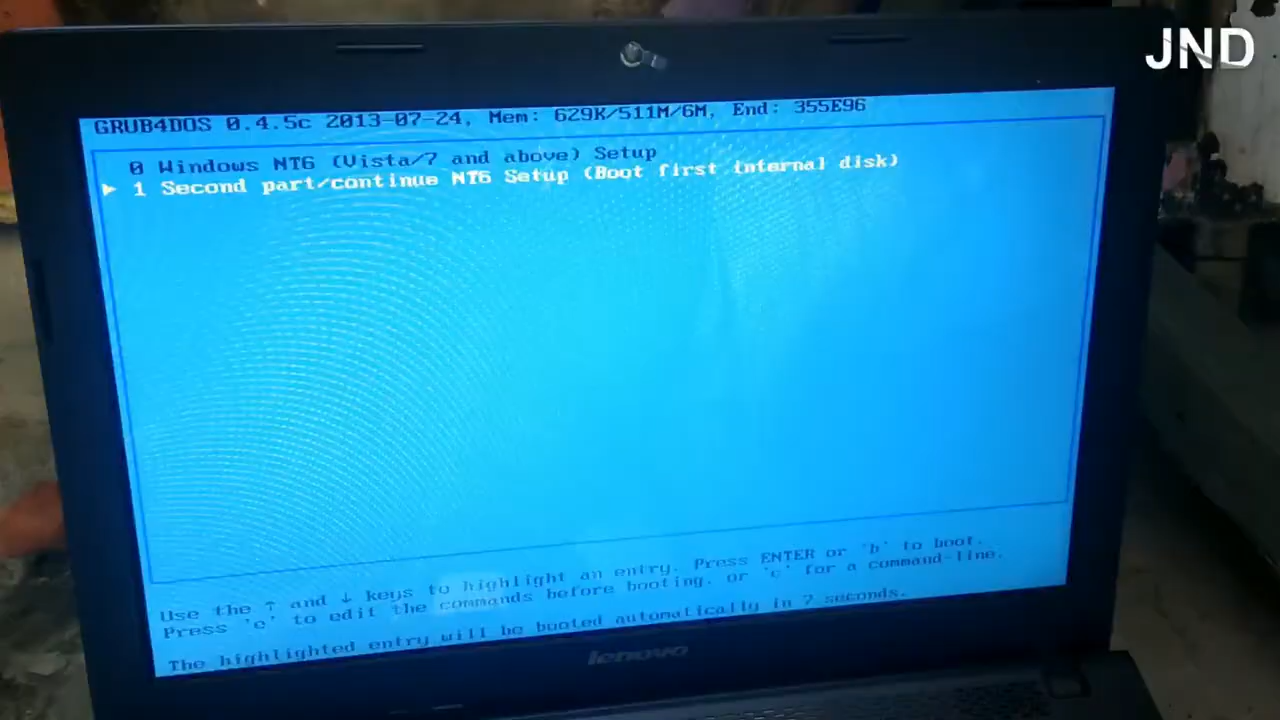 JND
GRUB4DOS 0.4.5c 2013-07-24, Mem: 629K/511M/6M, End: 355E96
0 Windows NT6 (Vista/7 and above) Setup
► 1 Second part/continue NT6 Setup (Boot first internal disk)
Use the ↑ and ↓ keys to highlight an entry. Press ENTER or 'b' to boot.
Press 'e' to edit the commands before booting, or 'c' for a command-line.
The highlighted entry will be booted automatically in 7 seconds.
lenovo